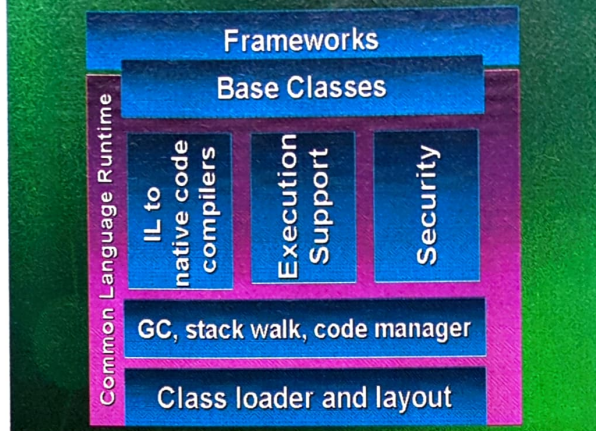 Frameworks
Base Classes
Common Language Runtime
IL to
native code
compilers
Execution
Support
Security
GC, stack walk, code manager
Class loader and layout